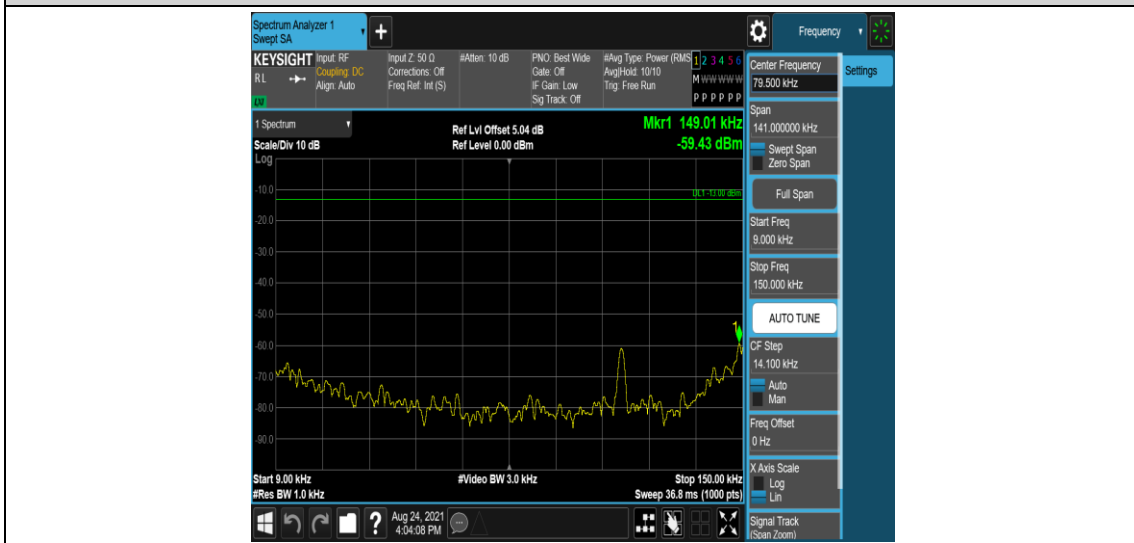 Spectrum Analyzer 1
Swept SA
+
Frequency
KEYSIGHT
RL
LXI
Input: RF
Coupling: DC
Align: Auto
Input Z: 50 Ω
Corrections: Off
Freq Ref: Int (S)
#Atten: 10 dB
PNO: Best Wide
Gate: Off
IF Gain: Low
Sig Track: Off
#Avg Type: Power (RMS
Avg|Hold: 10/10
Trig: Free Run
1 2 3 4 5 6
M W W W W W
P P P P P P
Center Frequency
79.500 kHz
Settings
Span
141.000000 kHz
Swept Span
Zero Span
Full Span
Start Freq
9.000 kHz
Stop Freq
150.000 kHz
AUTO TUNE
CF Step
14.100 kHz
Auto
Man
Freq Offset
0 Hz
X Axis Scale
Log
Lin
Signal Track
(Span Zoom)
1 Spectrum
Scale/Div 10 dB
Log
Ref Lvl Offset 5.04 dB
Ref Level 0.00 dBm
Mkr1 149.01 kHz
-59.43 dBm
DL1 -13.00 dBm
-10.0
-20.0
-30.0
-40.0
-50.0
-60.0
-70.0
-80.0
-90.0
1
Start 9.00 kHz
#Res BW 1.0 kHz
#Video BW 3.0 kHz
Stop 150.00 kHz
Sweep 36.8 ms (1000 pts)
?
Aug 24, 2021
4:04:08 PM